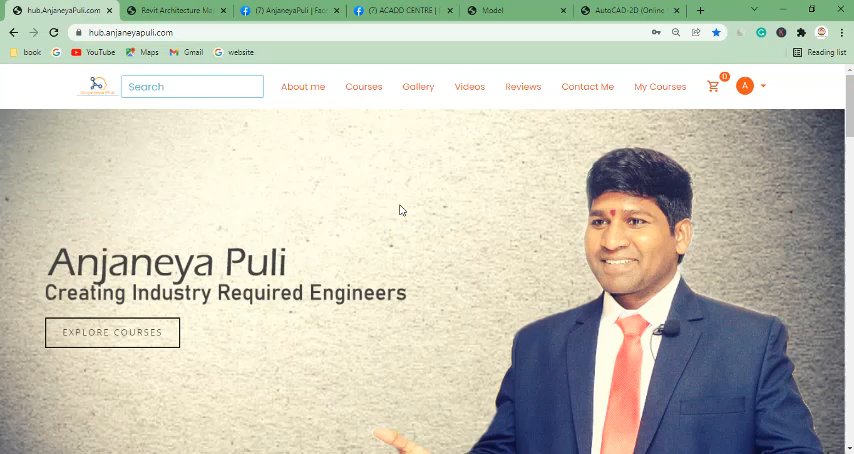 hub.AnjaneyaPuli.com
Revit Architecture Ma
(7) AnjaneyaPuli | Fac
(7) ACADD CENTRE |
Model
AutoCAD-2D (Online
hub.anjaneyapuli.com
book
YouTube
Maps
Gmail
website
Reading list
Search
About me
Courses
Gallery
Videos
Reviews
Contact Me
My Courses
0
A
Anjaneya Puli
Creating Industry Required Engineers
EXPLORE COURSES